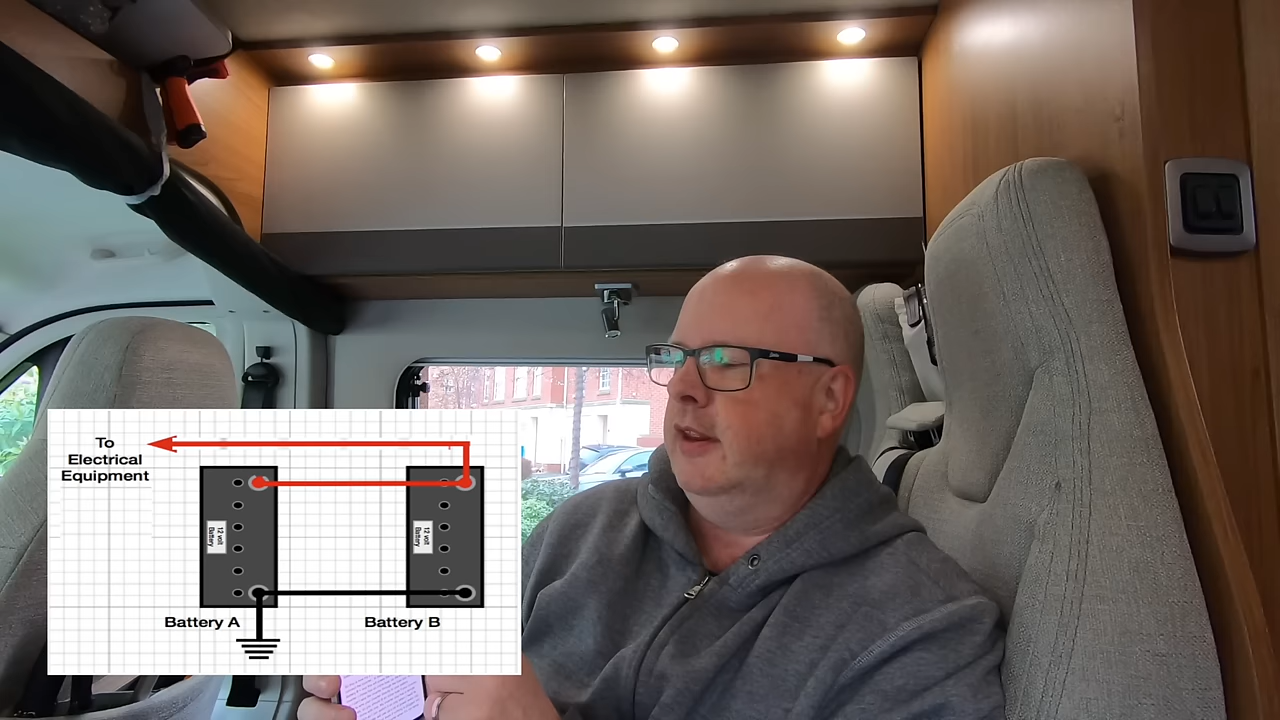 To
Electrical
Equipment
12 volt
Battery
12 volt
Battery
Battery A
Battery B